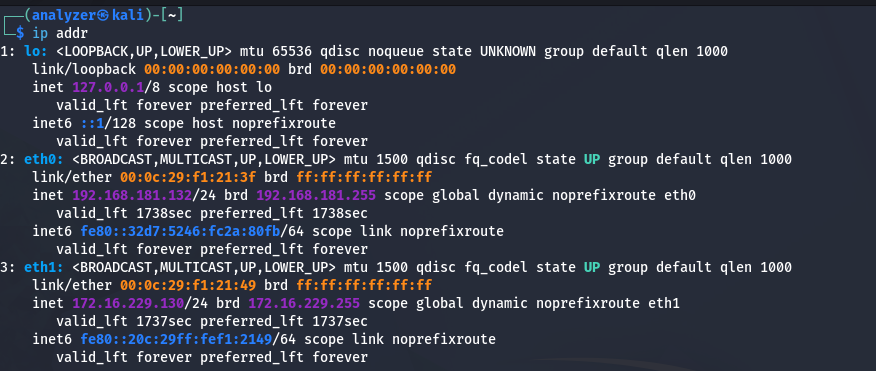 ┌──(analyzer㉿kali)-[~]
└─$ ip addr
1: lo: <LOOPBACK,UP,LOWER_UP> mtu 65536 qdisc noqueue state UNKNOWN group default qlen 1000
    link/loopback 00:00:00:00:00:00 brd 00:00:00:00:00:00
    inet 127.0.0.1/8 scope host lo
       valid_lft forever preferred_lft forever
    inet6 ::1/128 scope host noprefixroute
       valid_lft forever preferred_lft forever
2: eth0: <BROADCAST,MULTICAST,UP,LOWER_UP> mtu 1500 qdisc fq_codel state UP group default qlen 1000
    link/ether 00:0c:29:f1:21:3f brd ff:ff:ff:ff:ff:ff
    inet 192.168.181.132/24 brd 192.168.181.255 scope global dynamic noprefixroute eth0
       valid_lft 1738sec preferred_lft 1738sec
    inet6 fe80::32d7:5246:fc2a:80fb/64 scope link noprefixroute
       valid_lft forever preferred_lft forever
3: eth1: <BROADCAST,MULTICAST,UP,LOWER_UP> mtu 1500 qdisc fq_codel state UP group default qlen 1000
    link/ether 00:0c:29:f1:21:49 brd ff:ff:ff:ff:ff:ff
    inet 172.16.229.130/24 brd 172.16.229.255 scope global dynamic noprefixroute eth1
       valid_lft 1737sec preferred_lft 1737sec
    inet6 fe80::20c:29ff:fef1:2149/64 scope link noprefixroute
       valid_lft forever preferred_lft forever